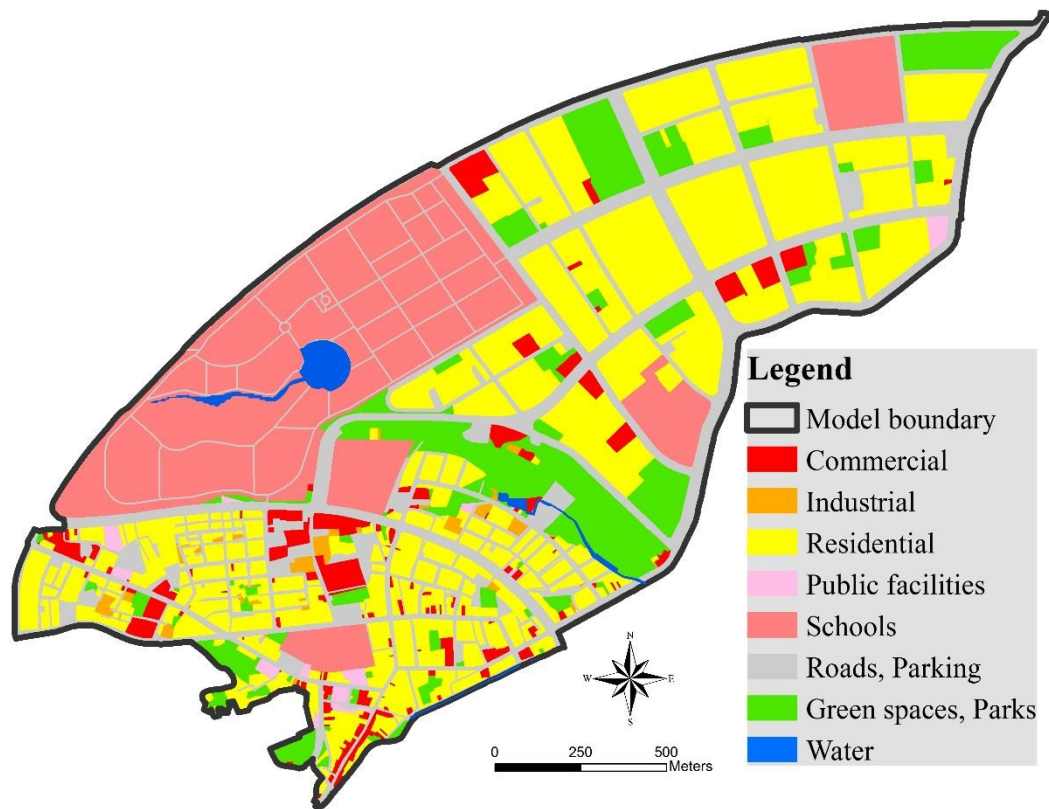 Legend
Model boundary
Commercial
Industrial
Residential
Public facilities
Schools
Roads, Parking
Green spaces, Parks
Water
N
W E
S
0 250 500
Meters